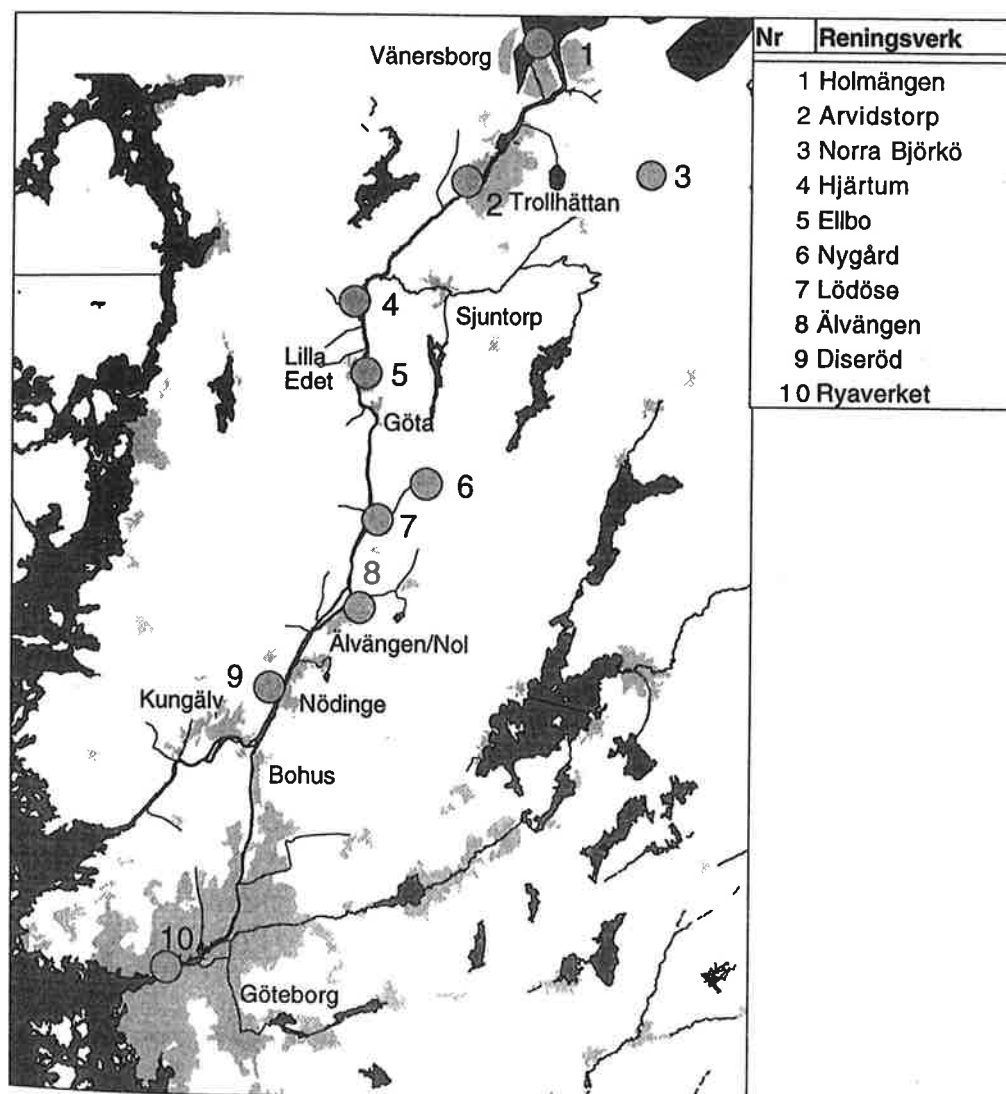 Vänersborg
1
2
Trollhättan
3
4
Sjuntorp
Lilla
Edet
5
Göta
6
7
8
Älvängen/Nol
9
Kungälv
Nödinge
Bohus
10
Göteborg
Nr Reningsverk
1 Holmängen
2 Arvidstorp
3 Norra Björkö
4 Hjärtum
5 Ellbo
6 Nygård
7 Lödöse
8 Älvängen
9 Diseröd
10 Ryaverket